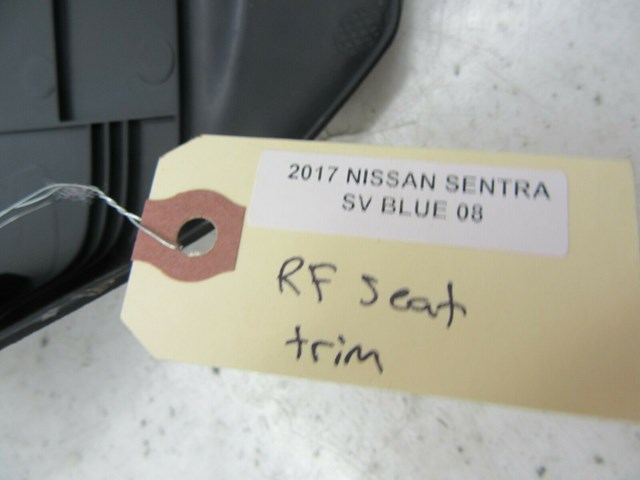 2017 NISSAN SENTRA
SV BLUE 08
RF seat
trim